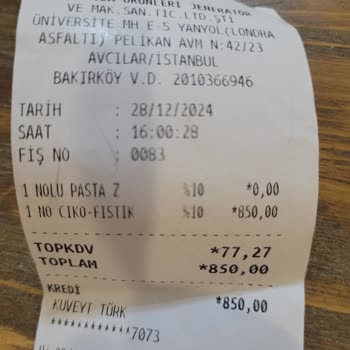 ÜRÜNLERİ JENERATÖR
VE MAK.SAN.TİC.LTD.ŞTİ
ÜNİVERSİTE MH.E-5 YANYOL(LONDRA
ASFALTI) PELİKAN AVM N:42/23
AVCILAR/İSTANBUL
BAKIRKÖY V.D. 2010366946
TARİH : 28/12/2024
SAAT : 16:00:28
FİŞ NO : 0083
1 NOLU PASTA Z %10 *0,00
1 NO CIKO-FISTIK %10 *850,00
TOPKDV *77,27
TOPLAM *850,00
KREDİ
KUVEYT TÜRK *850,00
************7073